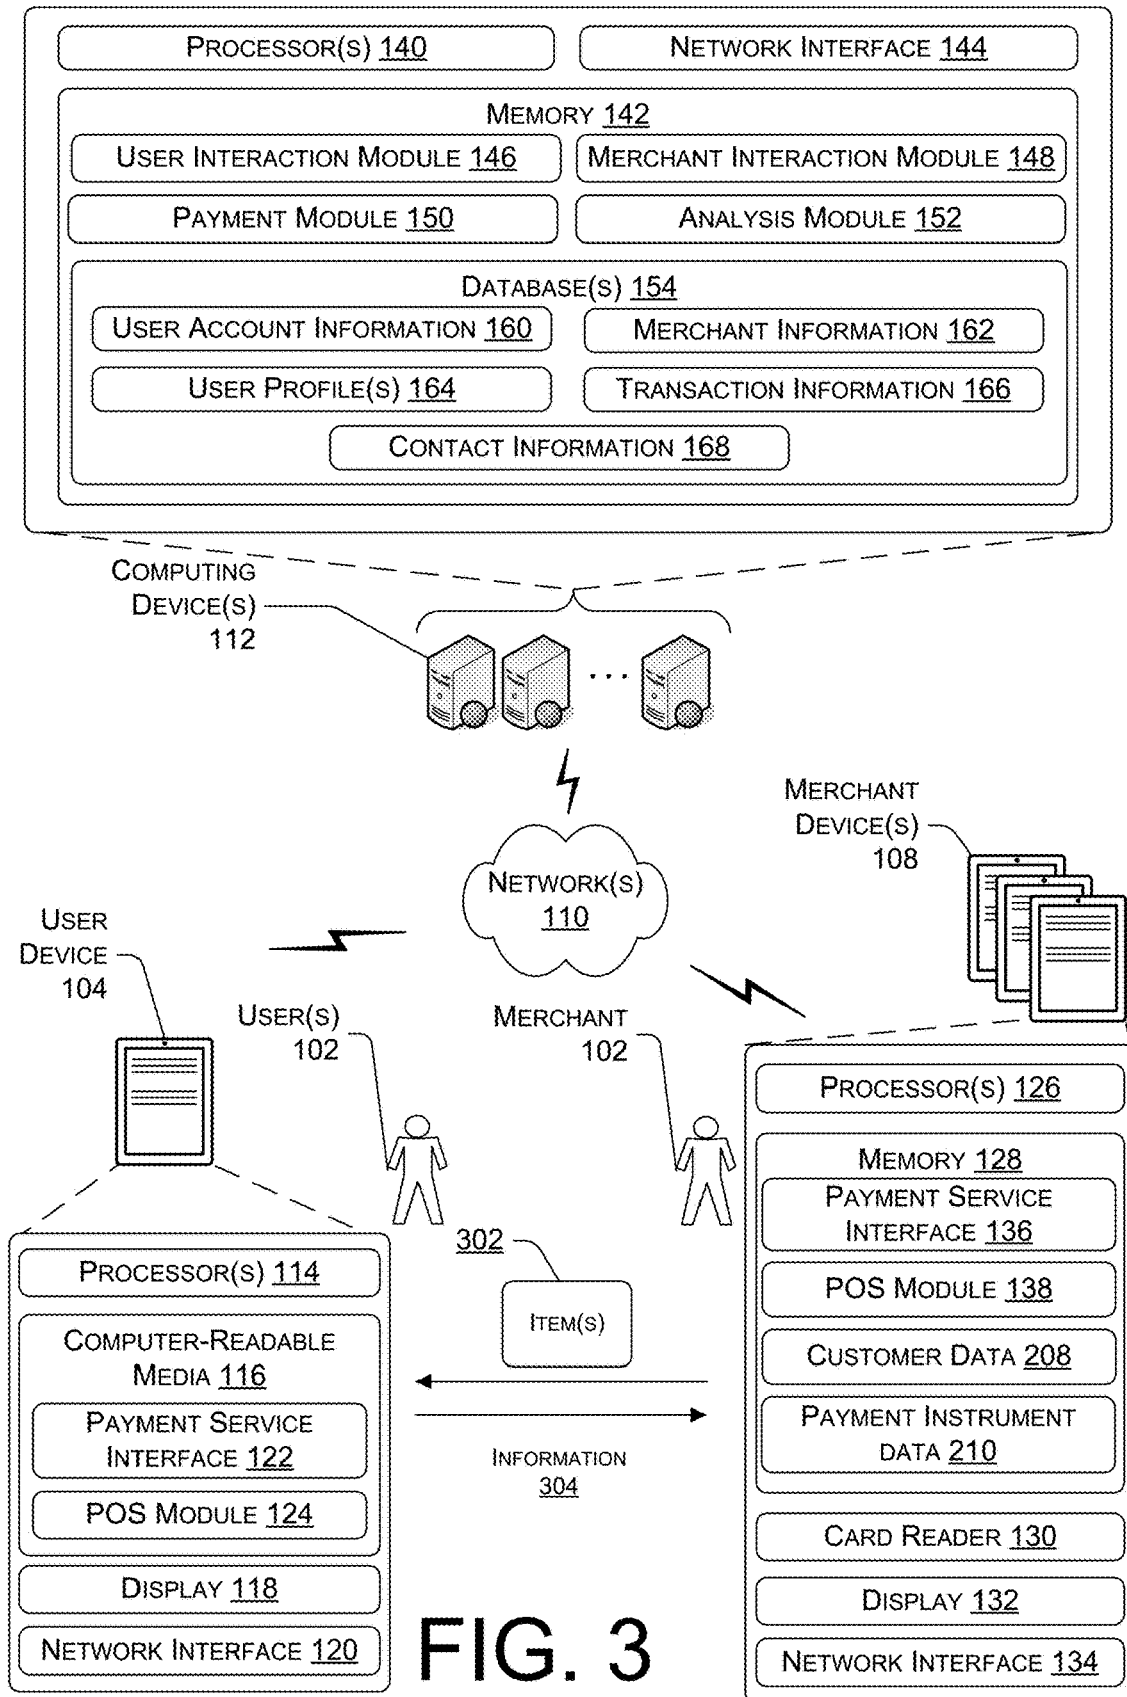 PROCESSOR(S) 140
NETWORK INTERFACE 144
MEMORY 142
USER INTERACTION MODULE 146
MERCHANT INTERACTION MODULE 148
PAYMENT MODULE 150
ANALYSIS MODULE 152
DATABASE(S) 154
USER ACCOUNT INFORMATION 160
MERCHANT INFORMATION 162
USER PROFILE(S) 164
TRANSACTION INFORMATION 166
CONTACT INFORMATION 168
COMPUTING
DEVICE(S)
112
...
MERCHANT
DEVICE(S)
108
NETWORK(S)
110
USER
DEVICE
104
USER(S)
102
MERCHANT
102
PROCESSOR(S) 114
COMPUTER-READABLE
MEDIA 116
PAYMENT SERVICE
INTERFACE 122
POS MODULE 124
DISPLAY 118
NETWORK INTERFACE 120
302
ITEM(S)
INFORMATION
304
PROCESSOR(S) 126
MEMORY 128
PAYMENT SERVICE
INTERFACE 136
POS MODULE 138
CUSTOMER DATA 208
PAYMENT INSTRUMENT
DATA 210
CARD READER 130
DISPLAY 132
NETWORK INTERFACE 134
FIG. 3